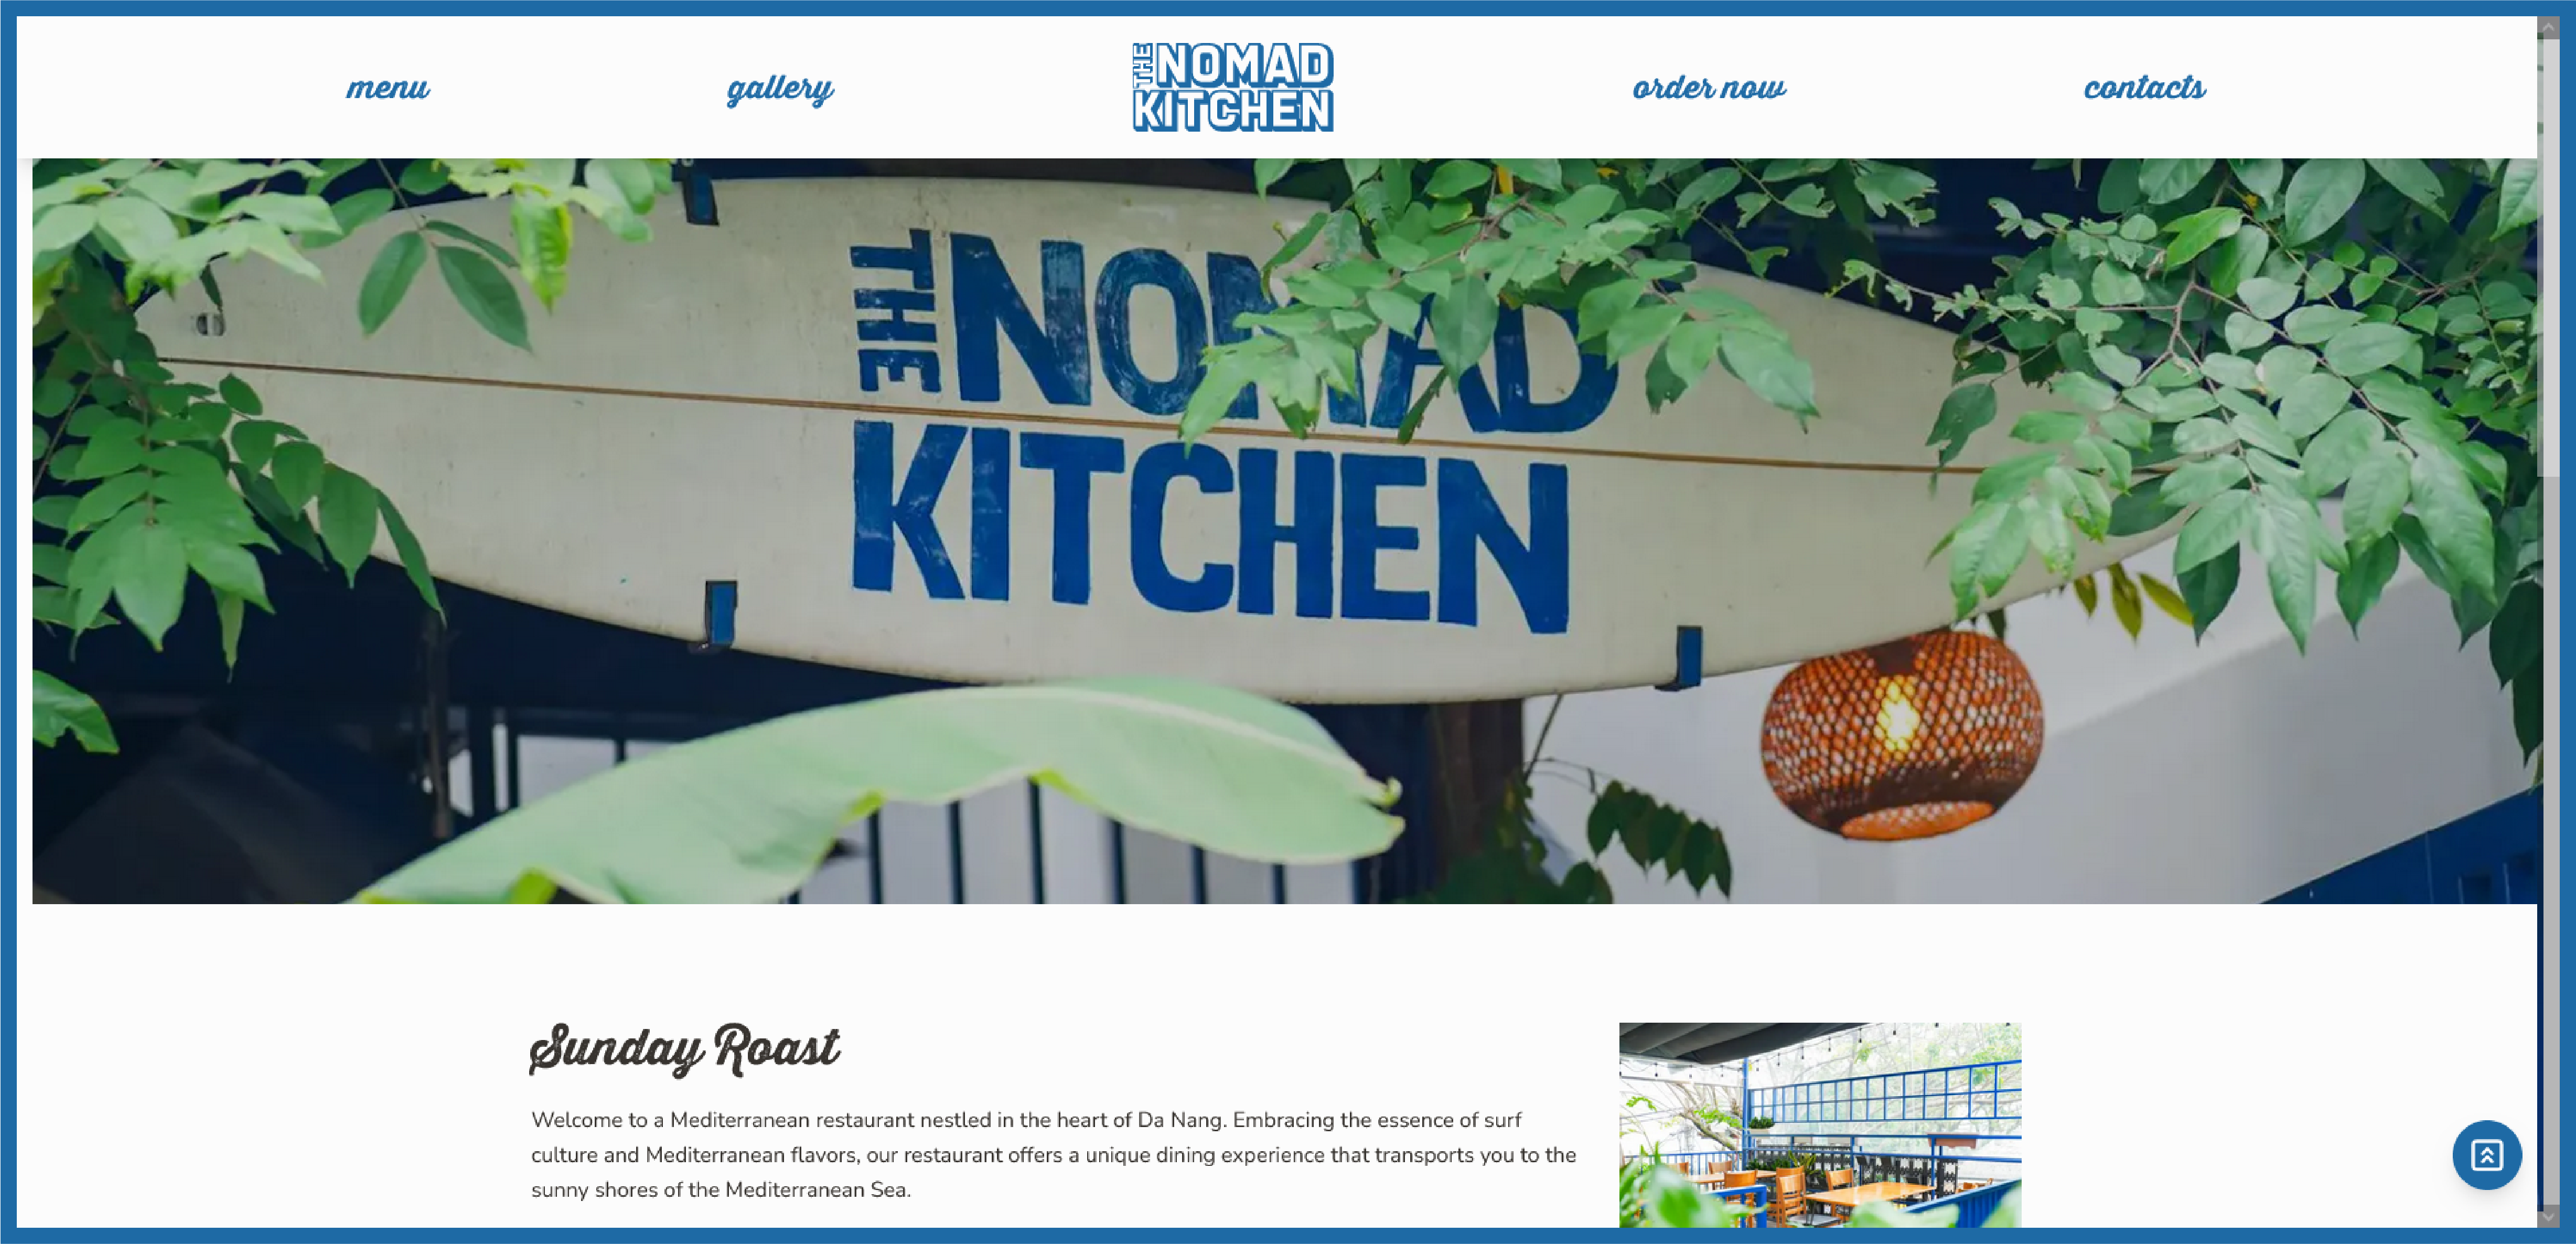 menu
gallery
THE NOMAD
KITCHEN
order now
contacts
THE NOMAD
KITCHEN
Sunday Roast
Welcome to a Mediterranean restaurant nestled in the heart of Da Nang. Embracing the essence of surf
culture and Mediterranean flavors, our restaurant offers a unique dining experience that transports you to the
sunny shores of the Mediterranean Sea.